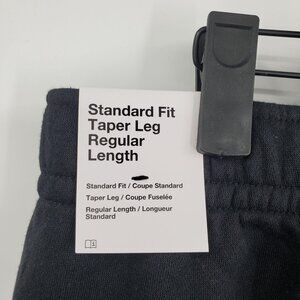 Standard Fit
Taper Leg
Regular
Length
Standard Fit / Coupe Standard
Taper Leg / Coupe Fuselée
Regular Length / Longueur
Standard